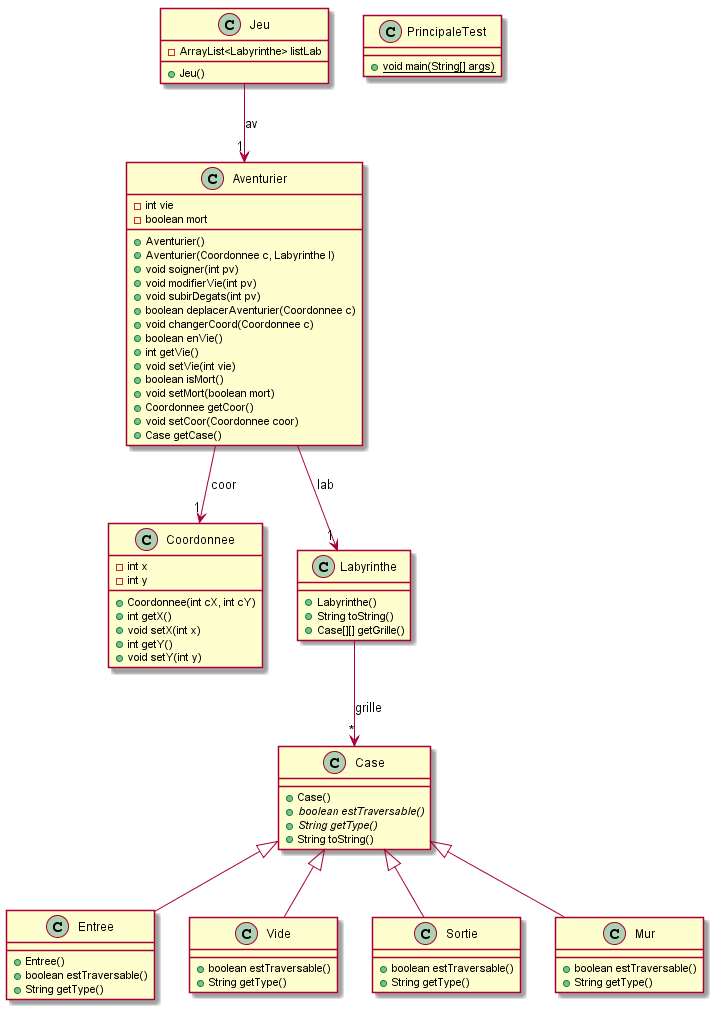 C Jeu
ArrayList<Labyrinthe> listLab
Jeu()
C PrincipaleTest
void main(String[] args)
av
1
C Aventurier
int vie
boolean mort
Aventurier()
Aventurier(Coordonnee c, Labyrinthe l)
void soigner(int pv)
void modifierVie(int pv)
void subirDegats(int pv)
boolean deplacerAventurier(Coordonnee c)
void changerCoord(Coordonnee c)
boolean enVie()
int getVie()
void setVie(int vie)
boolean isMort()
void setMort(boolean mort)
Coordonnee getCoor()
void setCoor(Coordonnee coor)
Case getCase()
coor
1
lab
1
C Coordonnee
int x
int y
Coordonnee(int cX, int cY)
int getX()
void setX(int x)
int getY()
void setY(int y)
C Labyrinthe
Labyrinthe()
String toString()
Case[][] getGrille()
grille
*
C Case
Case()
boolean estTraversable()
String getType()
String toString()
C Entree
Entree()
boolean estTraversable()
String getType()
C Vide
boolean estTraversable()
String getType()
C Sortie
boolean estTraversable()
String getType()
C Mur
boolean estTraversable()
String getType()